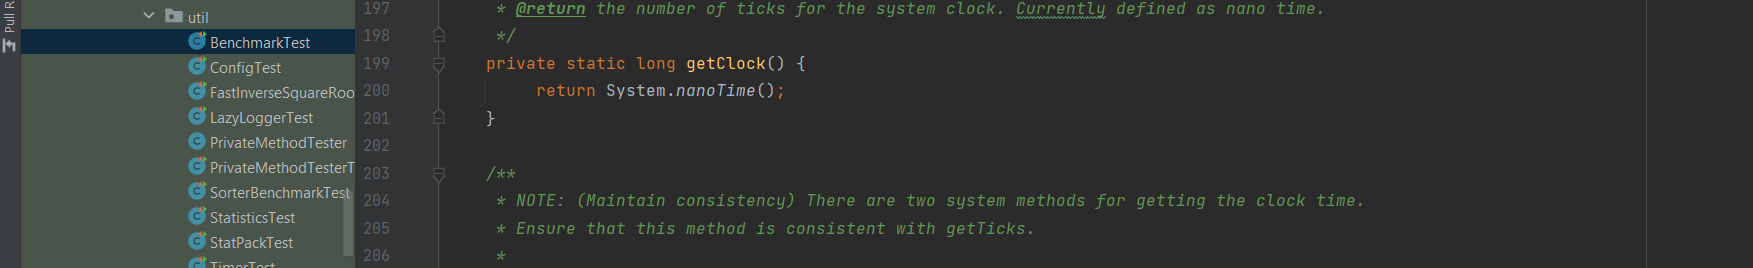 Pull R
util
BenchmarkTest
ConfigTest
FastInverseSquareRoo
LazyLoggerTest
PrivateMethodTester
PrivateMethodTesterT
SorterBenchmarkTest
StatisticsTest
StatPackTest
TimerTest
197 * @return the number of ticks for the system clock. Currently defined as nano time.
198 */
199 private static long getClock() {
200 return System.nanoTime();
201 }
202
203 /**
204 * NOTE: (Maintain consistency) There are two system methods for getting the clock time.
205 * Ensure that this method is consistent with getTicks.
206 *